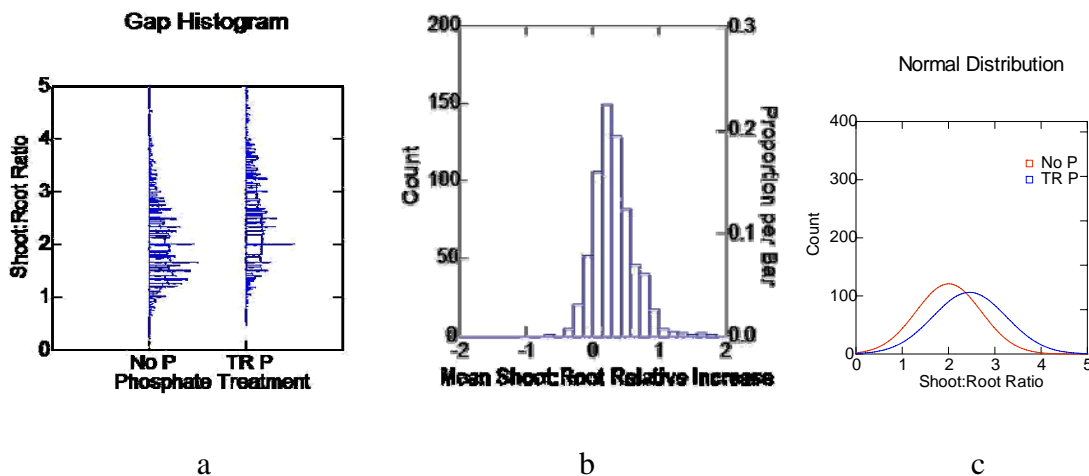 Gap Histogram
5
4
3
2
1
0
Shoot:Root Ratio
No P TR P
Phosphate Treatment
200
150
100
50
0
Count
0.3
0.2
0.1
0.0
Proportion per Bar
-2 -1 0 1 2
Mean Shoot:Root Relative Increase
Normal Distribution
400
300
200
100
0
Count
No P
TR P
0 1 2 3 4 5
Shoot:Root Ratio
a b c